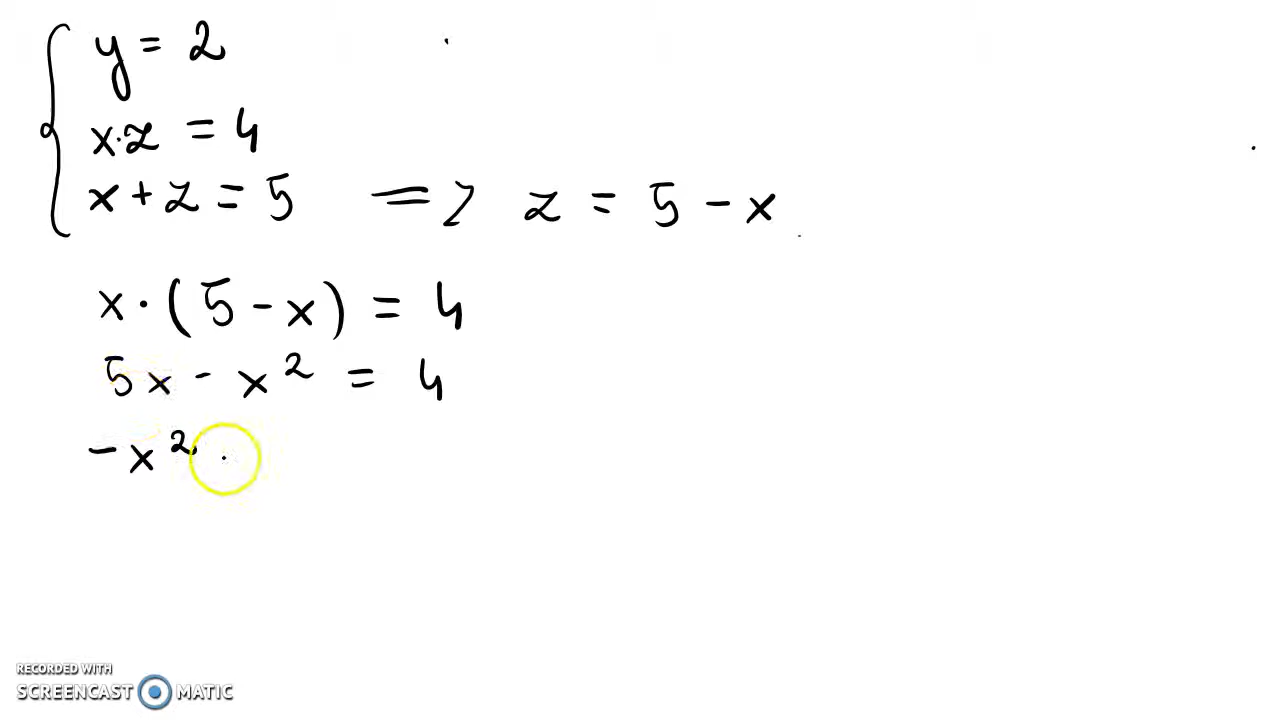 y = 2
x·z = 4
x + z = 5 => z = 5 - x
x · (5 - x) = 4
5x - x² = 4
-x²
RECORDED WITH
SCREENCAST MATIC